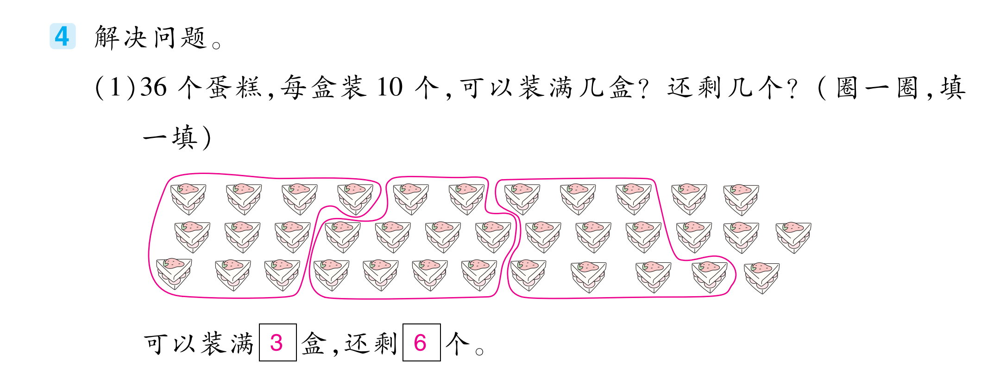 4 解决问题。
(1)36 个蛋糕,每盒装 10 个,可以装满几盒? 还剩几个? (圈一圈,填
一填)
可以装满 3 盒,还剩 6 个。